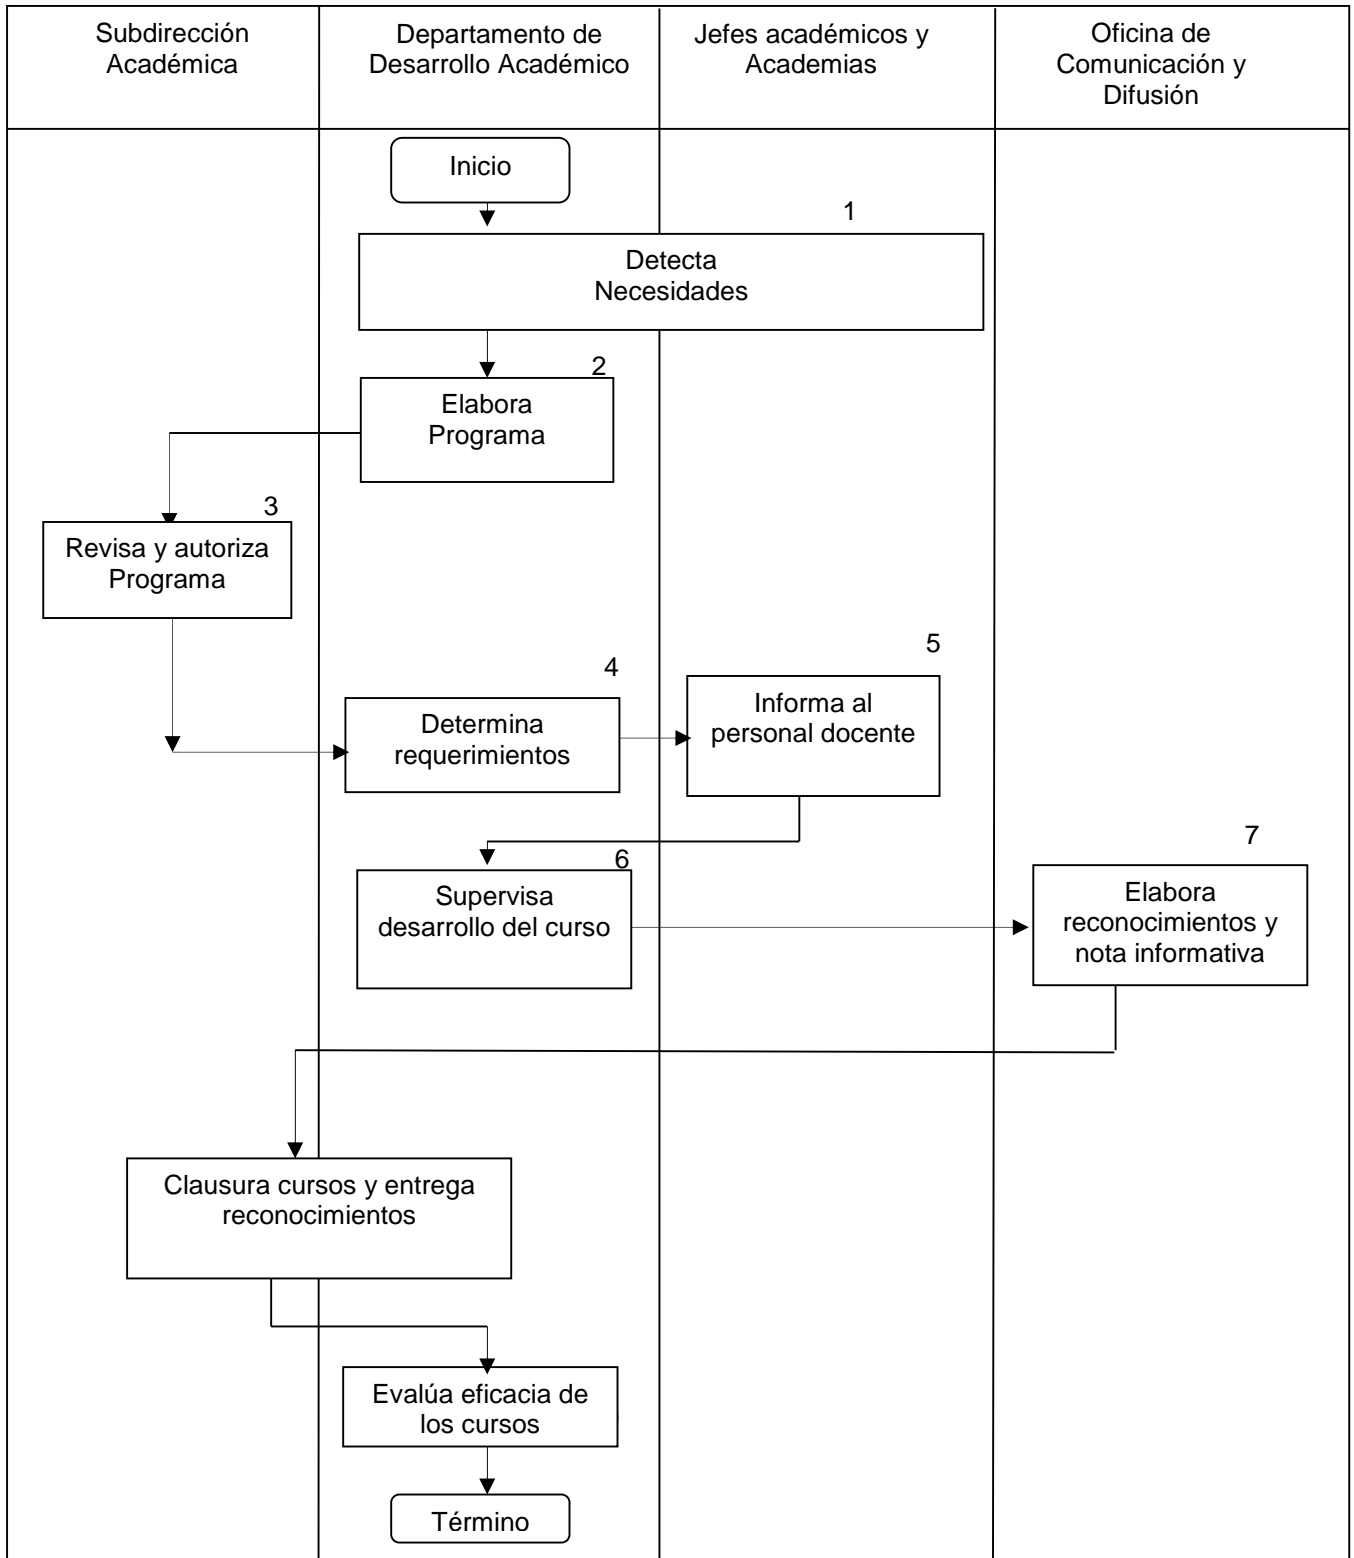 Subdirección
Académica
Departamento de
Desarrollo Académico
Jefes académicos y
Academias
Oficina de
Comunicación y
Difusión
Inicio
1
Detecta
Necesidades
2
Elabora
Programa
3
Revisa y autoriza
Programa
4
Determina
requerimientos
5
Informa al
personal docente
6
Supervisa
desarrollo del curso
7
Elabora
reconocimientos y
nota informativa
Clausura cursos y entrega
reconocimientos
Evalúa eficacia de
los cursos
Término